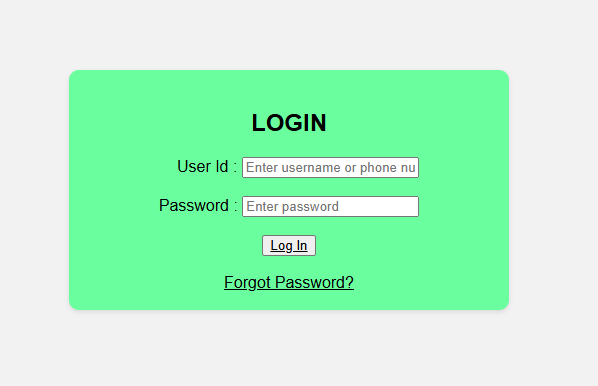 LOGIN
User Id : Enter username or phone nu
Password : Enter password
Log In
Forgot Password?